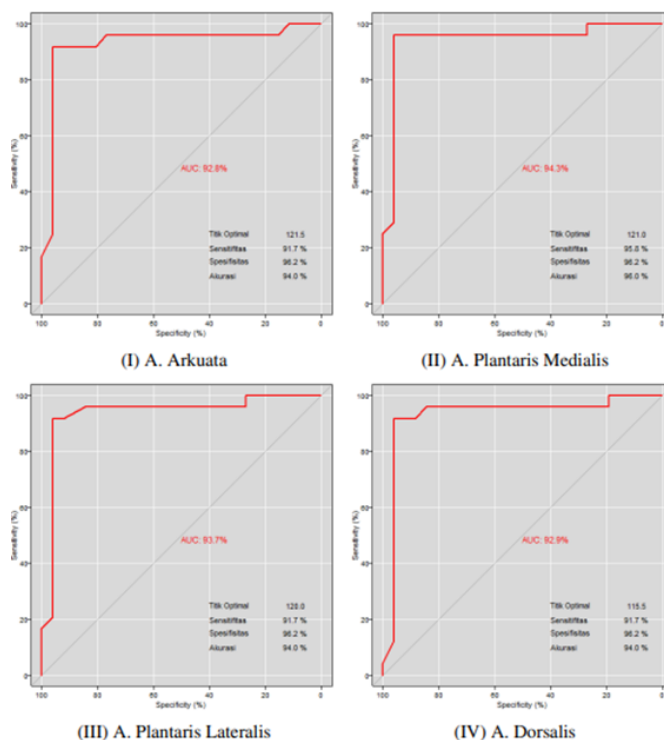 100
80
60
40
20
0
Sensitivity (%)
AUC: 92.8%
Titik Optimal 121.5
Sensitifitas 91.7 %
Spesifisitas 96.2 %
Akurasi 94.0 %
100 80 60 40 20 0
Specificity (%)
(I) A. Arkuata
100
80
60
40
20
0
Sensitivity (%)
AUC: 94.3%
Titik Optimal 121.0
Sensitifitas 95.8 %
Spesifisitas 96.2 %
Akurasi 96.0 %
100 80 60 40 20 0
Specificity (%)
(II) A. Plantaris Medialis
100
80
60
40
20
0
Sensitivity (%)
AUC: 93.7%
Titik Optimal 128.0
Sensitifitas 91.7 %
Spesifisitas 96.2 %
Akurasi 94.0 %
100 80 60 40 20 0
Specificity (%)
(III) A. Plantaris Lateralis
100
80
60
40
20
0
Sensitivity (%)
AUC: 92.9%
Titik Optimal 115.5
Sensitifitas 91.7 %
Spesifisitas 96.2 %
Akurasi 94.0 %
100 80 60 40 20 0
Specificity (%)
(IV) A. Dorsalis